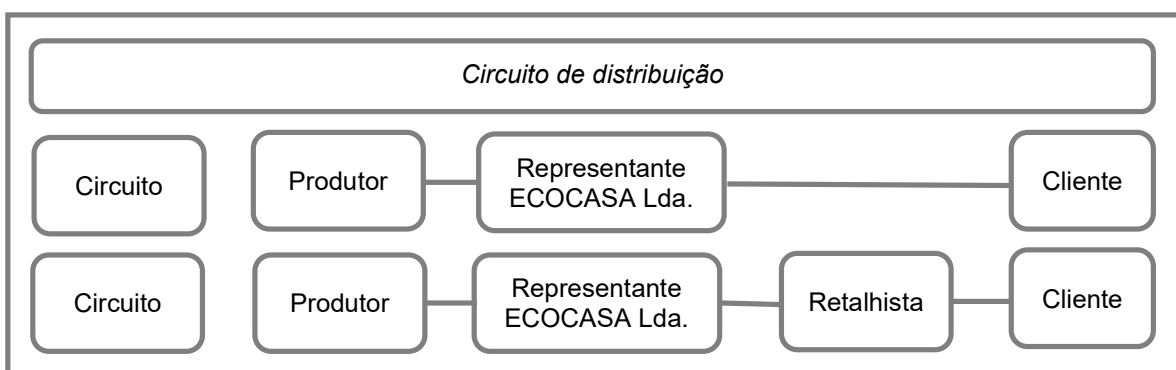 Circuito de distribuição
Circuito
Produtor
Representante
ECOCASA Lda.
Cliente
Circuito
Produtor
Representante
ECOCASA Lda.
Retalhista
Cliente